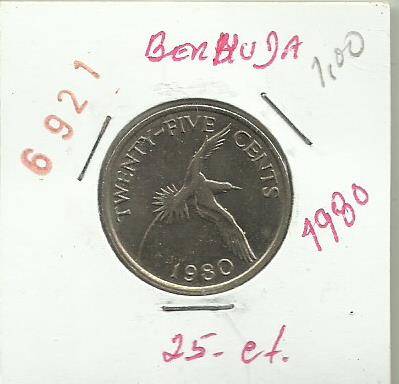 BERMUDA
1,00
6921
TWENTY-FIVE CENTS
1980
1980
25.- ct.